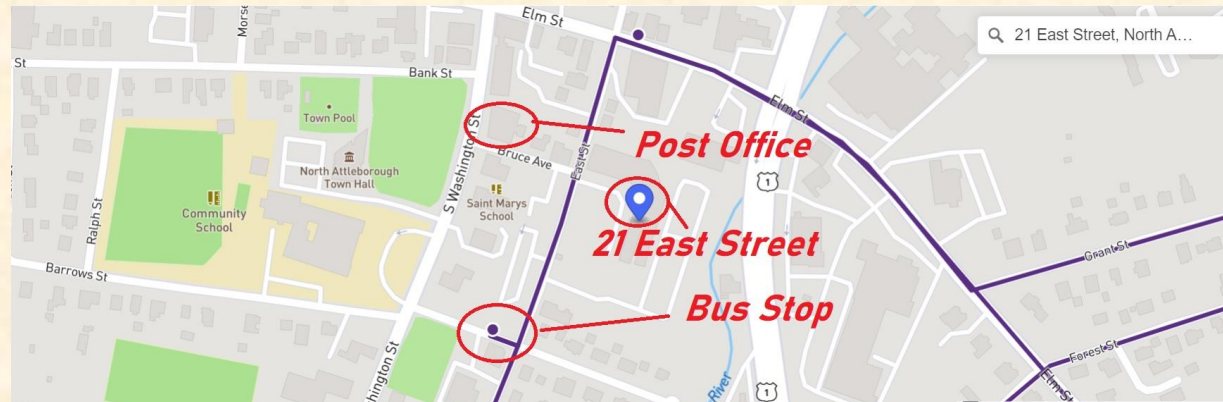 Elm St
21 East Street, North A...
Morse
St
Bank St
Town Pool
Post Office
Elm St
1
North Attleborough
Town Hall
Bruce Ave
East St
S Washington St
Saint Marys
School
Community
School
Ralph St
21 East Street
Grant St
Barrows St
Bus Stop
hington St
River
1
Forest St
Elm St